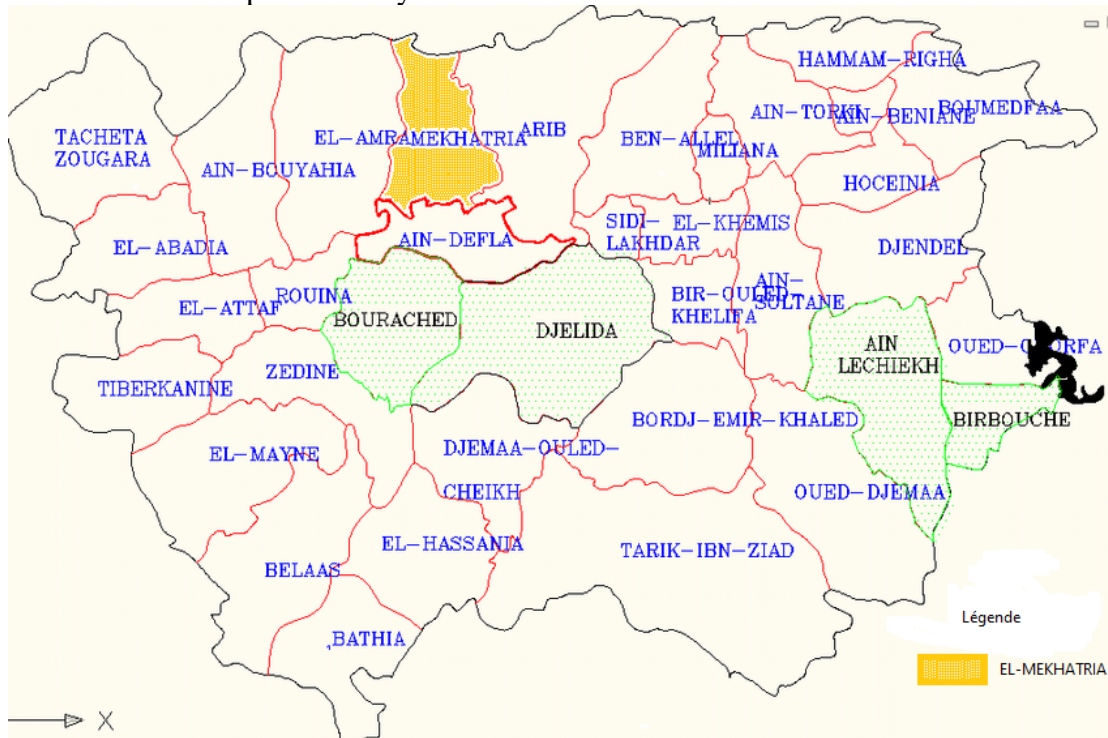 HAMMAM-RIGHA
TACHETA
ZOUGARA
EL-AMRA
MEKHATRIA
ARIB
BEN-ALLEL
MILIANA
AIN-TORKI
AIN-BENIANE
BOUMEDFAA
AIN-BOUYAHIA
HOCEINIA
EL-ABADIA
AIN-DEFLA
SIDI-
LAKHDAR
EL-KHEMIS
DJENDEL
EL-ATTAF
ROUINA
BOURACHED
DJELIDA
BIR-OULED-
KHELIFA
AIN-
SOLTANE
AIN
LECHIEKH
TIBERKANINE
ZEDINE
BIRBOUCHE
EL-MAYNE
DJEMAA-OULED-
CHEIKH
BORDJ-EMIR-KHALED
OUED-DJEMAA
EL-HASSANIA
TARIK-IBN-ZIAD
BELAAS
BATHIA
Légende
EL-MEKHATRIA
X